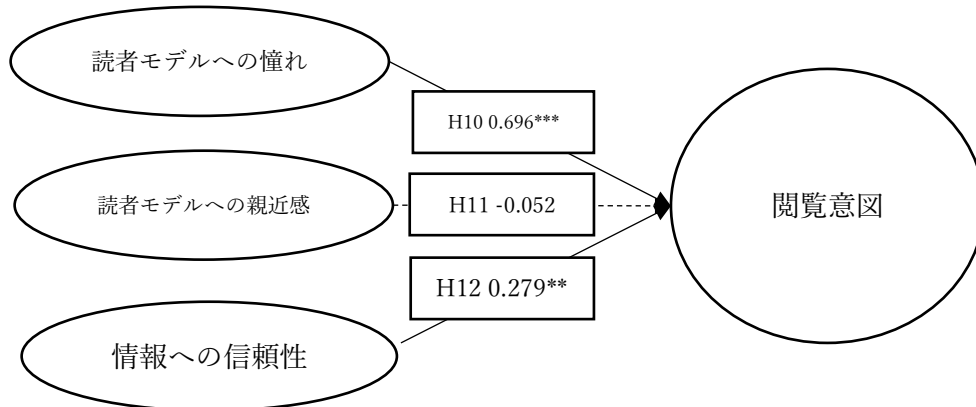 読者モデルへの憧れ
H10 0.696***
読者モデルへの親近感
H11 -0.052
閲覧意図
H12 0.279**
情報への信頼性